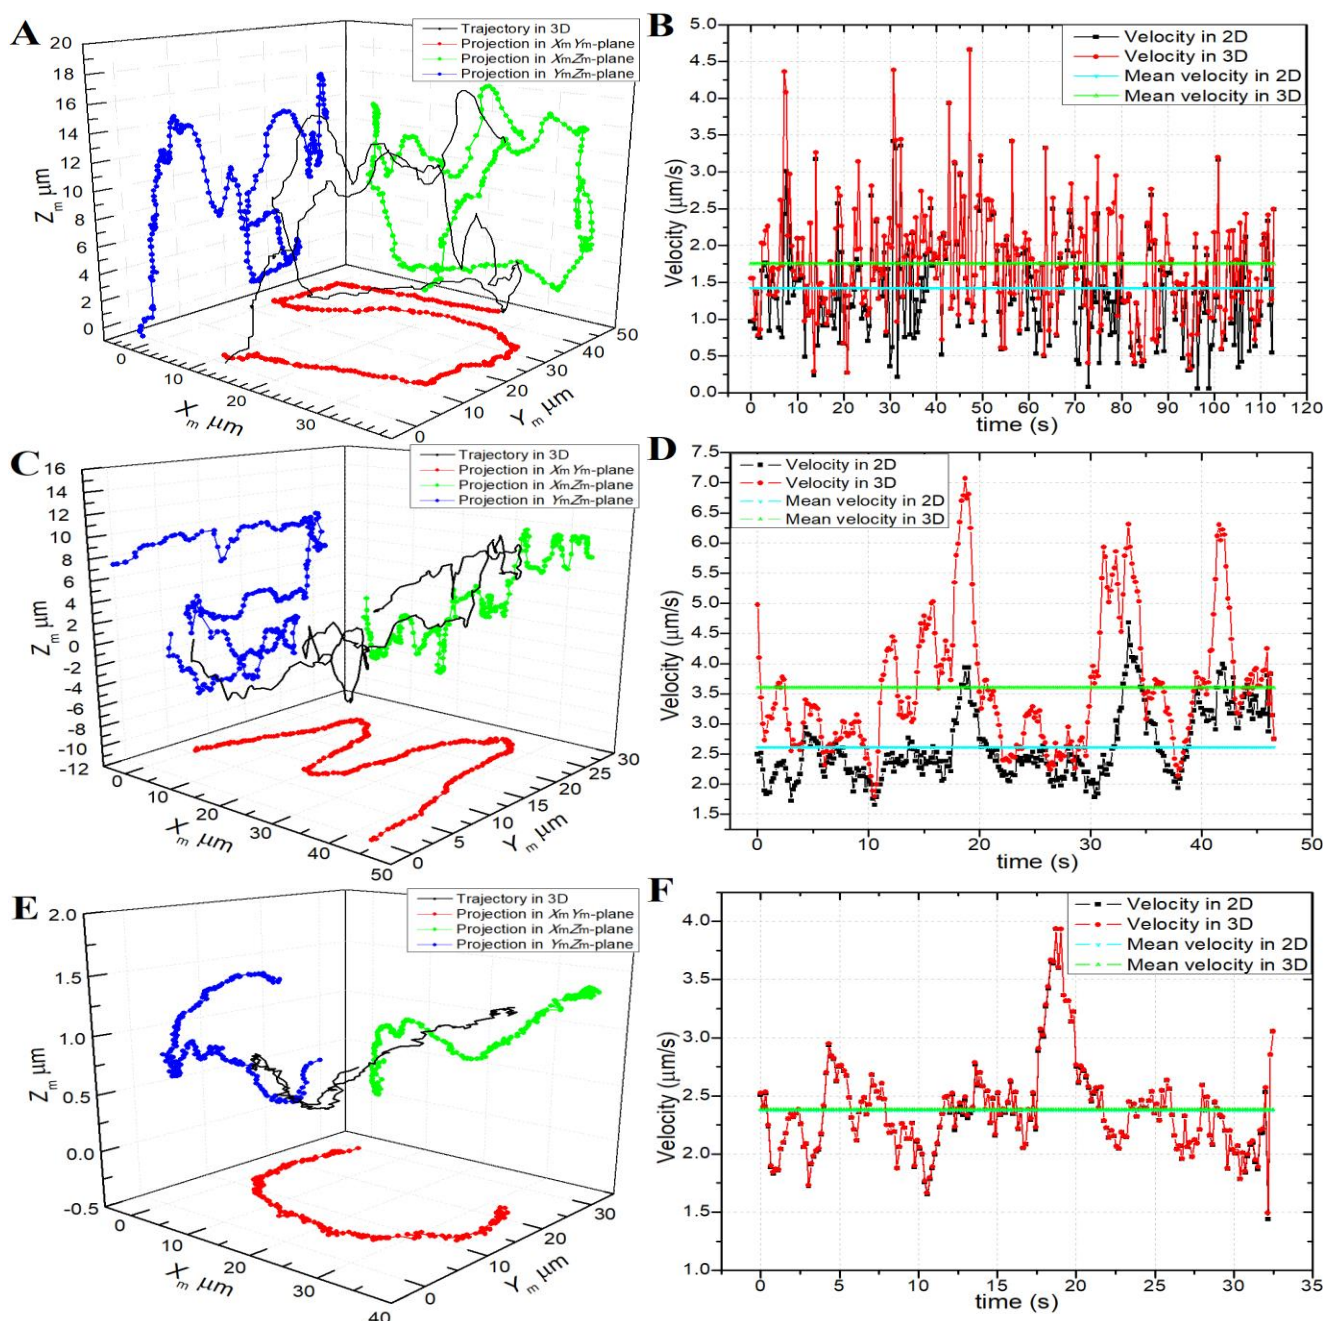 A
Trajectory in 3D
Projection in XmYm-plane
Projection in XmZm-plane
Projection in YmZm-plane
Zm µm
20
18
16
14
12
10
8
6
4
2
0
0
10
20
30
Xm µm
0
10
20
30
40
50
Ym µm
B
Velocity in 2D
Velocity in 3D
Mean velocity in 2D
Mean velocity in 3D
Velocity (µm/s)
5.0
4.5
4.0
3.5
3.0
2.5
2.0
1.5
1.0
0.5
0.0
0 10 20 30 40 50 60 70 80 90 100 110 120
time (s)
C
Trajectory in 3D
Projection in XmYm-plane
Projection in XmZm-plane
Projection in YmZm-plane
Zm µm
16
14
12
10
8
6
4
2
0
-2
-4
-6
-8
-10
-12
0
10
20
30
40
50
Xm µm
0
5
10
15
20
25
30
Ym µm
D
Velocity in 2D
Velocity in 3D
Mean velocity in 2D
Mean velocity in 3D
Velocity (µm/s)
7.5
7.0
6.5
6.0
5.5
5.0
4.5
4.0
3.5
3.0
2.5
2.0
1.5
0 10 20 30 40 50
time (s)
E
Trajectory in 3D
Projection in XmYm-plane
Projection in XmZm-plane
Projection in YmZm-plane
Zm µm
2.0
1.5
1.0
0.5
0.0
-0.5
0
10
20
30
40
Xm µm
0
10
20
30
Ym µm
F
Velocity in 2D
Velocity in 3D
Mean velocity in 2D
Mean velocity in 3D
Velocity (µm/s)
4.0
3.5
3.0
2.5
2.0
1.5
1.0
0 5 10 15 20 25 30 35
time (s)